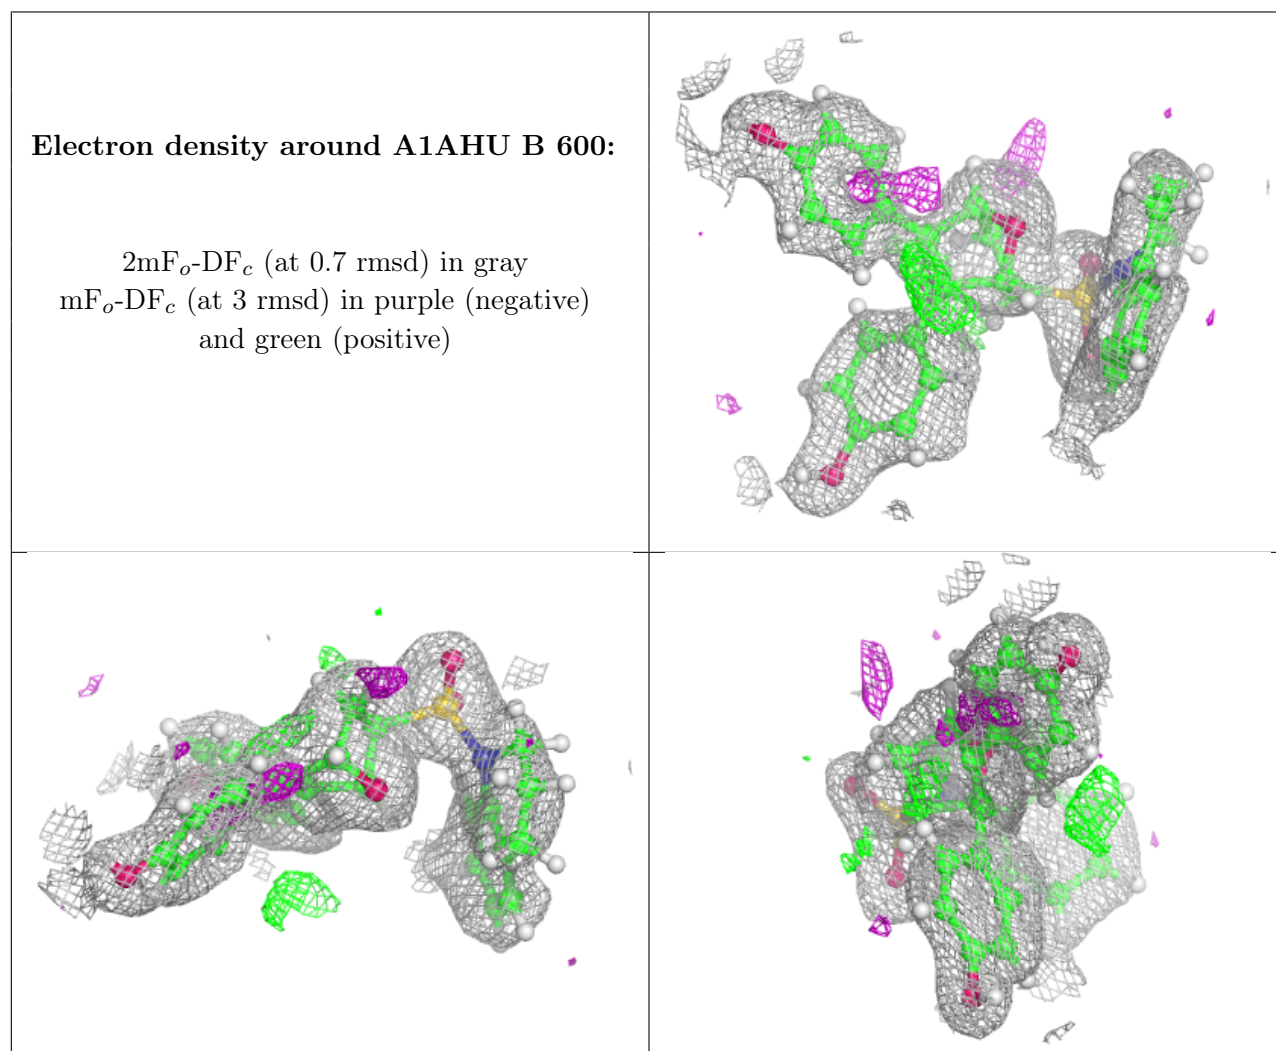 Electron density around A1AHU B 600:
2mFo-DFc (at 0.7 rmsd) in gray
mFo-DFc (at 3 rmsd) in purple (negative)
and green (positive)